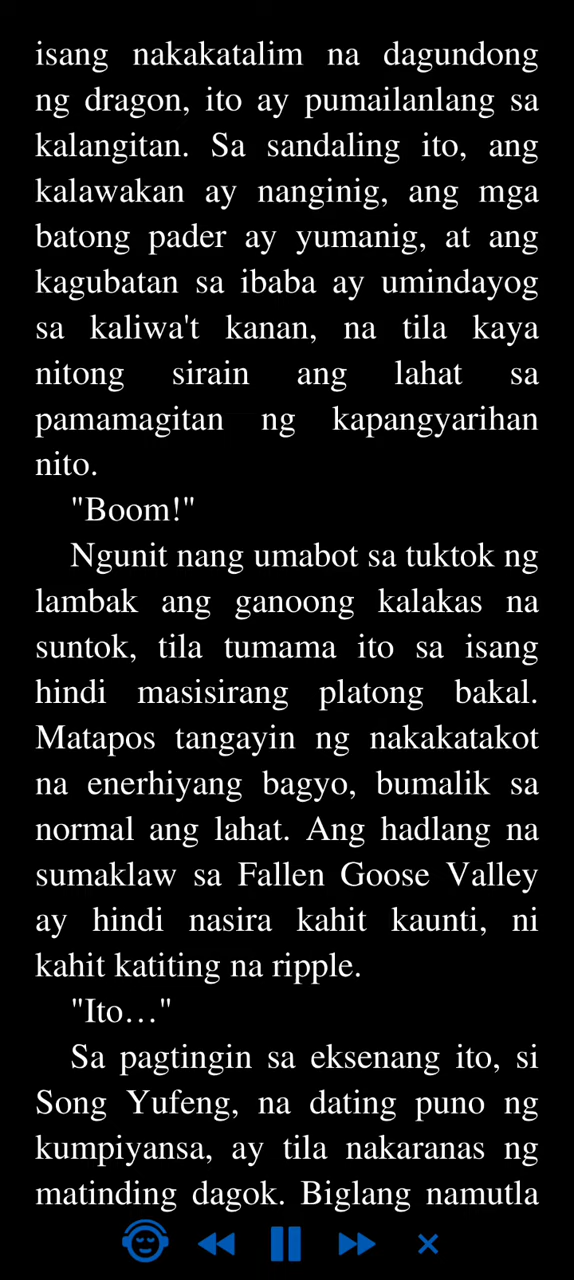 isang nakakatalim na dagundong
ng dragon, ito ay pumailanlang sa
kalangitan. Sa sandaling ito, ang
kalawakan ay nanginig, ang mga
batong pader ay yumanig, at ang
kagubatan sa ibaba ay umindayog
sa kaliwa't kanan, na tila kaya
nitong sirain ang lahat sa
pamamagitan ng kapangyarihan
nito.
"Boom!"
Ngunit nang umabot sa tuktok ng
lambak ang ganoong kalakas na
suntok, tila tumama ito sa isang
hindi masisirang platong bakal.
Matapos tangayin ng nakakatakot
na enerhiyang bagyo, bumalik sa
normal ang lahat. Ang hadlang na
sumaklaw sa Fallen Goose Valley
ay hindi nasira kahit kaunti, ni
kahit katiting na ripple.
"Ito…"
Sa pagtingin sa eksenang ito, si
Song Yufeng, na dating puno ng
kumpiyansa, ay tila nakaranas ng
matinding dagok. Biglang namutla